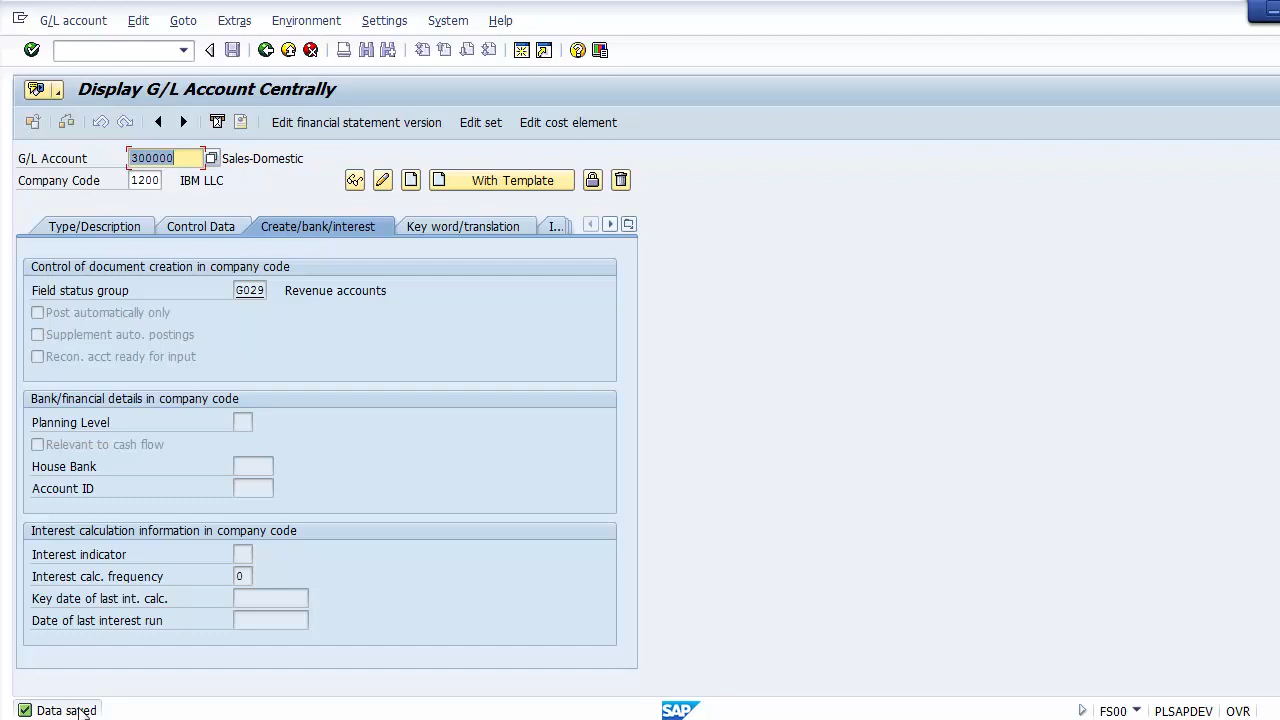 G/L account Edit Goto Extras Environment Settings System Help
Display G/L Account Centrally
Edit financial statement version Edit set Edit cost element
G/L Account 300000 Sales-Domestic
Company Code 1200 IBM LLC With Template
Type/Description Control Data Create/bank/interest Key word/translation I...
Control of document creation in company code
Field status group G029 Revenue accounts
Post automatically only
Supplement auto. postings
Recon. acct ready for input
Bank/financial details in company code
Planning Level
Relevant to cash flow
House Bank
Account ID
Interest calculation information in company code
Interest indicator
Interest calc. frequency 0
Key date of last int. calc.
Date of last interest run
Data saved SAP FS00 PLSAPDEV OVR